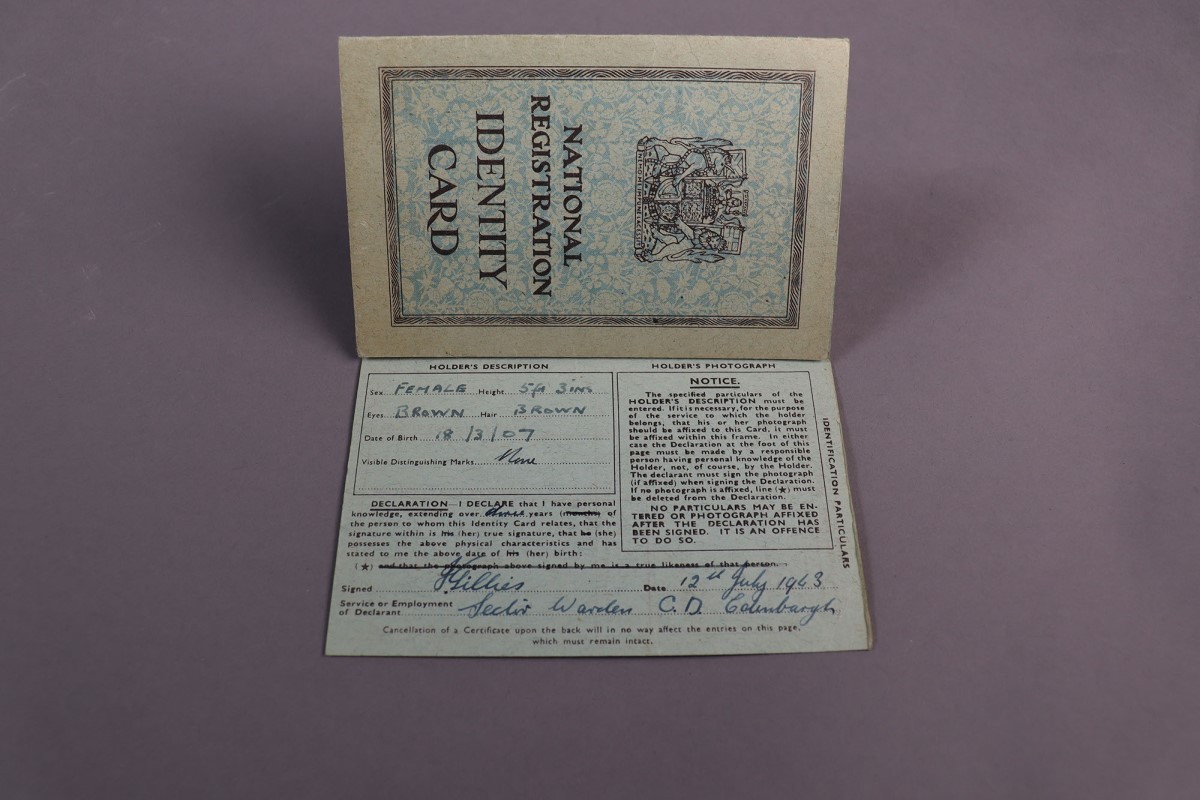 NATIONAL
REGISTRATION
IDENTITY
CARD
NEMO ME IMPUNE LACESSIT
HOLDER'S DESCRIPTION
Sex FEMALE Height 5ft 3ins
Eyes BROWN Hair BROWN
Date of Birth 18/3/07
Visible Distinguishing Marks None
HOLDER'S PHOTOGRAPH
NOTICE.
The specified particulars of the
HOLDER'S DESCRIPTION must be
entered. If it is necessary, for the purpose
of the service to which the holder
belongs, that his or her photograph
should be affixed to this Card, it must
be affixed within this frame. In either
case the Declaration at the foot of this
page must be made by a responsible
person having personal knowledge of the
Holder, not, of course, by the Holder.
The declarant must sign the photograph
(if affixed) when signing the Declaration.
If no photograph is affixed, line (★) must
be deleted from the Declaration.
NO PARTICULARS MAY BE EN-
TERED OR PHOTOGRAPH AFFIXED
AFTER THE DECLARATION HAS
BEEN SIGNED. IT IS AN OFFENCE
TO DO SO.
IDENTIFICATION PARTICULARS
DECLARATION—I DECLARE that I have personal
knowledge, extending over three years (months) of
the person to whom this Identity Card relates, that the
signature within is his (her) true signature, that he (she)
possesses the above physical characteristics and has
stated to me the above date of his (her) birth:
(★) and that the photograph above signed by me is a true likeness of that person.
Signed Gillies Date 12th July 1943
Service or Employment
of Declarant Sector Warden C.D. Edinburgh
Cancellation of a Certificate upon the back will in no way affect the entries on this page,
which must remain intact.